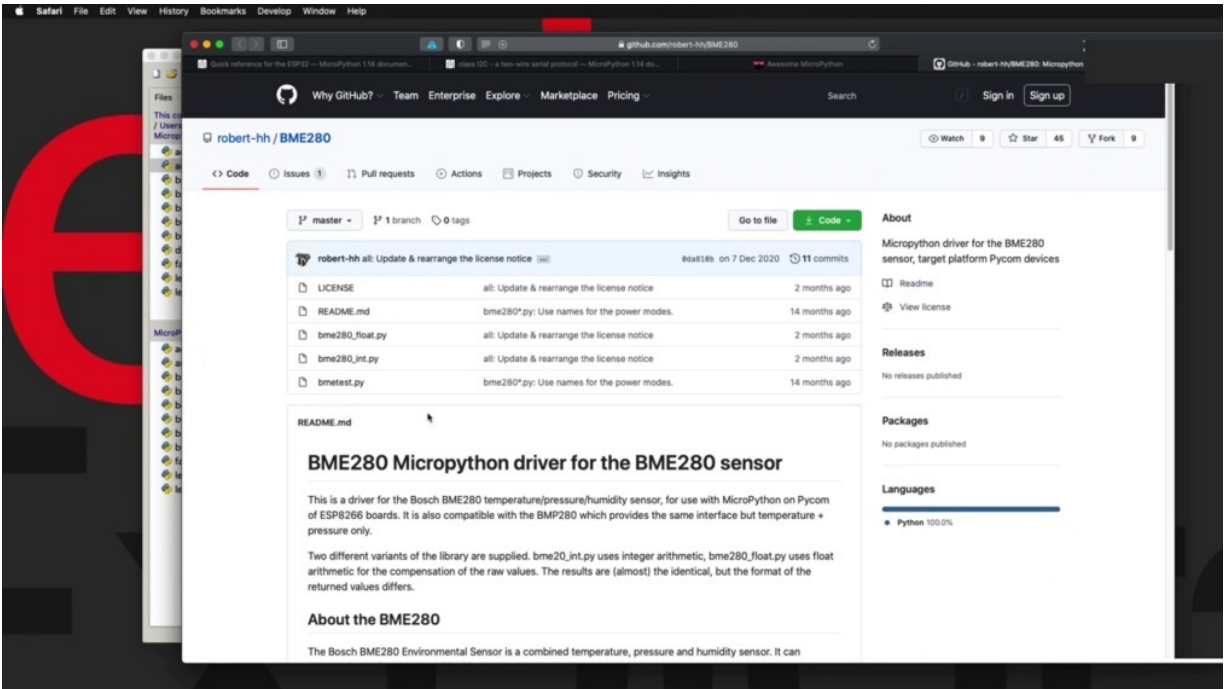 Safari File Edit View History Bookmarks Develop Window Help
github.com/robert-hh/BME280
Quick reference for the ESP32 — MicroPython 1.14 documen...
class I2C – a two-wire serial protocol — MicroPython 1.14 do...
Awesome MicroPython
GitHub - robert-hh/BME280: Micropython
Files
This co
/ Users
Microp
MicroP
Why GitHub? Team Enterprise Explore Marketplace Pricing Search / Sign in Sign up
robert-hh / BME280
Watch 9 Star 45 Fork 9
Code Issues 1 Pull requests Actions Projects Security Insights
master 1 branch 0 tags Go to file Code
robert-hh all: Update & rearrange the license notice ... 0da810b on 7 Dec 2020 11 commits
LICENSE all: Update & rearrange the license notice 2 months ago
README.md bme280*.py: Use names for the power modes. 14 months ago
bme280_float.py all: Update & rearrange the license notice 2 months ago
bme280_int.py all: Update & rearrange the license notice 2 months ago
bmetest.py bme280*.py: Use names for the power modes. 14 months ago
README.md
BME280 Micropython driver for the BME280 sensor
This is a driver for the Bosch BME280 temperature/pressure/humidity sensor, for use with MicroPython on Pycom
of ESP8266 boards. It is also compatible with the BMP280 which provides the same interface but temperature +
pressure only.
Two different variants of the library are supplied. bme20_int.py uses integer arithmetic, bme280_float.py uses float
arithmetic for the compensation of the raw values. The results are (almost) the identical, but the format of the
returned values differs.
About the BME280
The Bosch BME280 Environmental Sensor is a combined temperature, pressure and humidity sensor. It can
About
Micropython driver for the BME280
sensor, target platform Pycom devices
Readme
View license
Releases
No releases published
Packages
No packages published
Languages
Python 100.0%